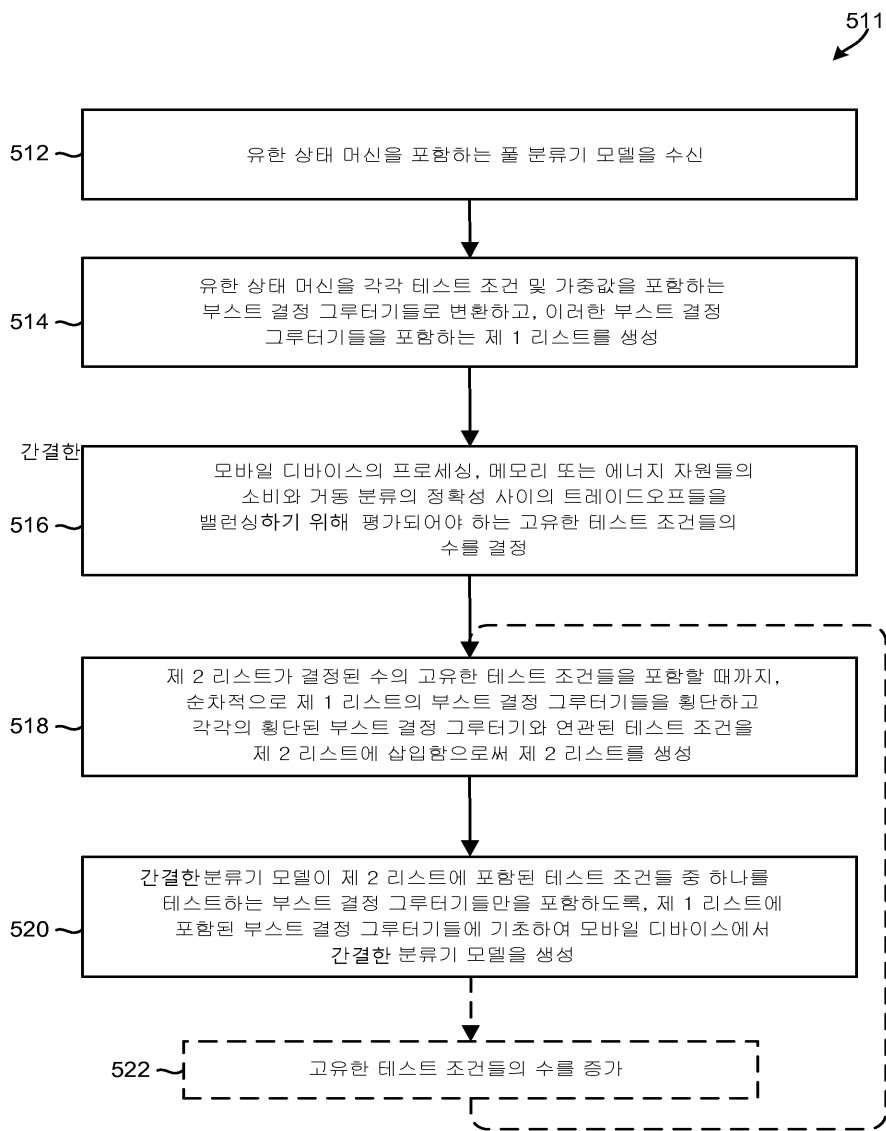 511
512
유한 상태 머신을 포함하는 풀 분류기 모델을 수신
514
유한 상태 머신을 각각 테스트 조건 및 가중값을 포함하는
부스트 결정 그루터기들로 변환하고, 이러한 부스트 결정
그루터기들을 포함하는 제 1 리스트를 생성
간결한
516
모바일 디바이스의 프로세싱, 메모리 또는 에너지 자원들의
소비와 거동 분류의 정확성 사이의 트레이드오프들을
밸런싱하기 위해 평가되어야 하는 고유한 테스트 조건들의
수를 결정
518
제 2 리스트가 결정된 수의 고유한 테스트 조건들을 포함할 때까지,
순차적으로 제 1 리스트의 부스트 결정 그루터기들을 횡단하고
각각의 횡단된 부스트 결정 그루터기와 연관된 테스트 조건을
제 2 리스트에 삽입함으로써 제 2 리스트를 생성
520
간결한분류기 모델이 제 2 리스트에 포함된 테스트 조건들 중 하나를
테스트하는 부스트 결정 그루터기들만을 포함하도록, 제 1 리스트에
포함된 부스트 결정 그루터기들에 기초하여 모바일 디바이스에서
간결한 분류기 모델을 생성
522
고유한 테스트 조건들의 수를 증가